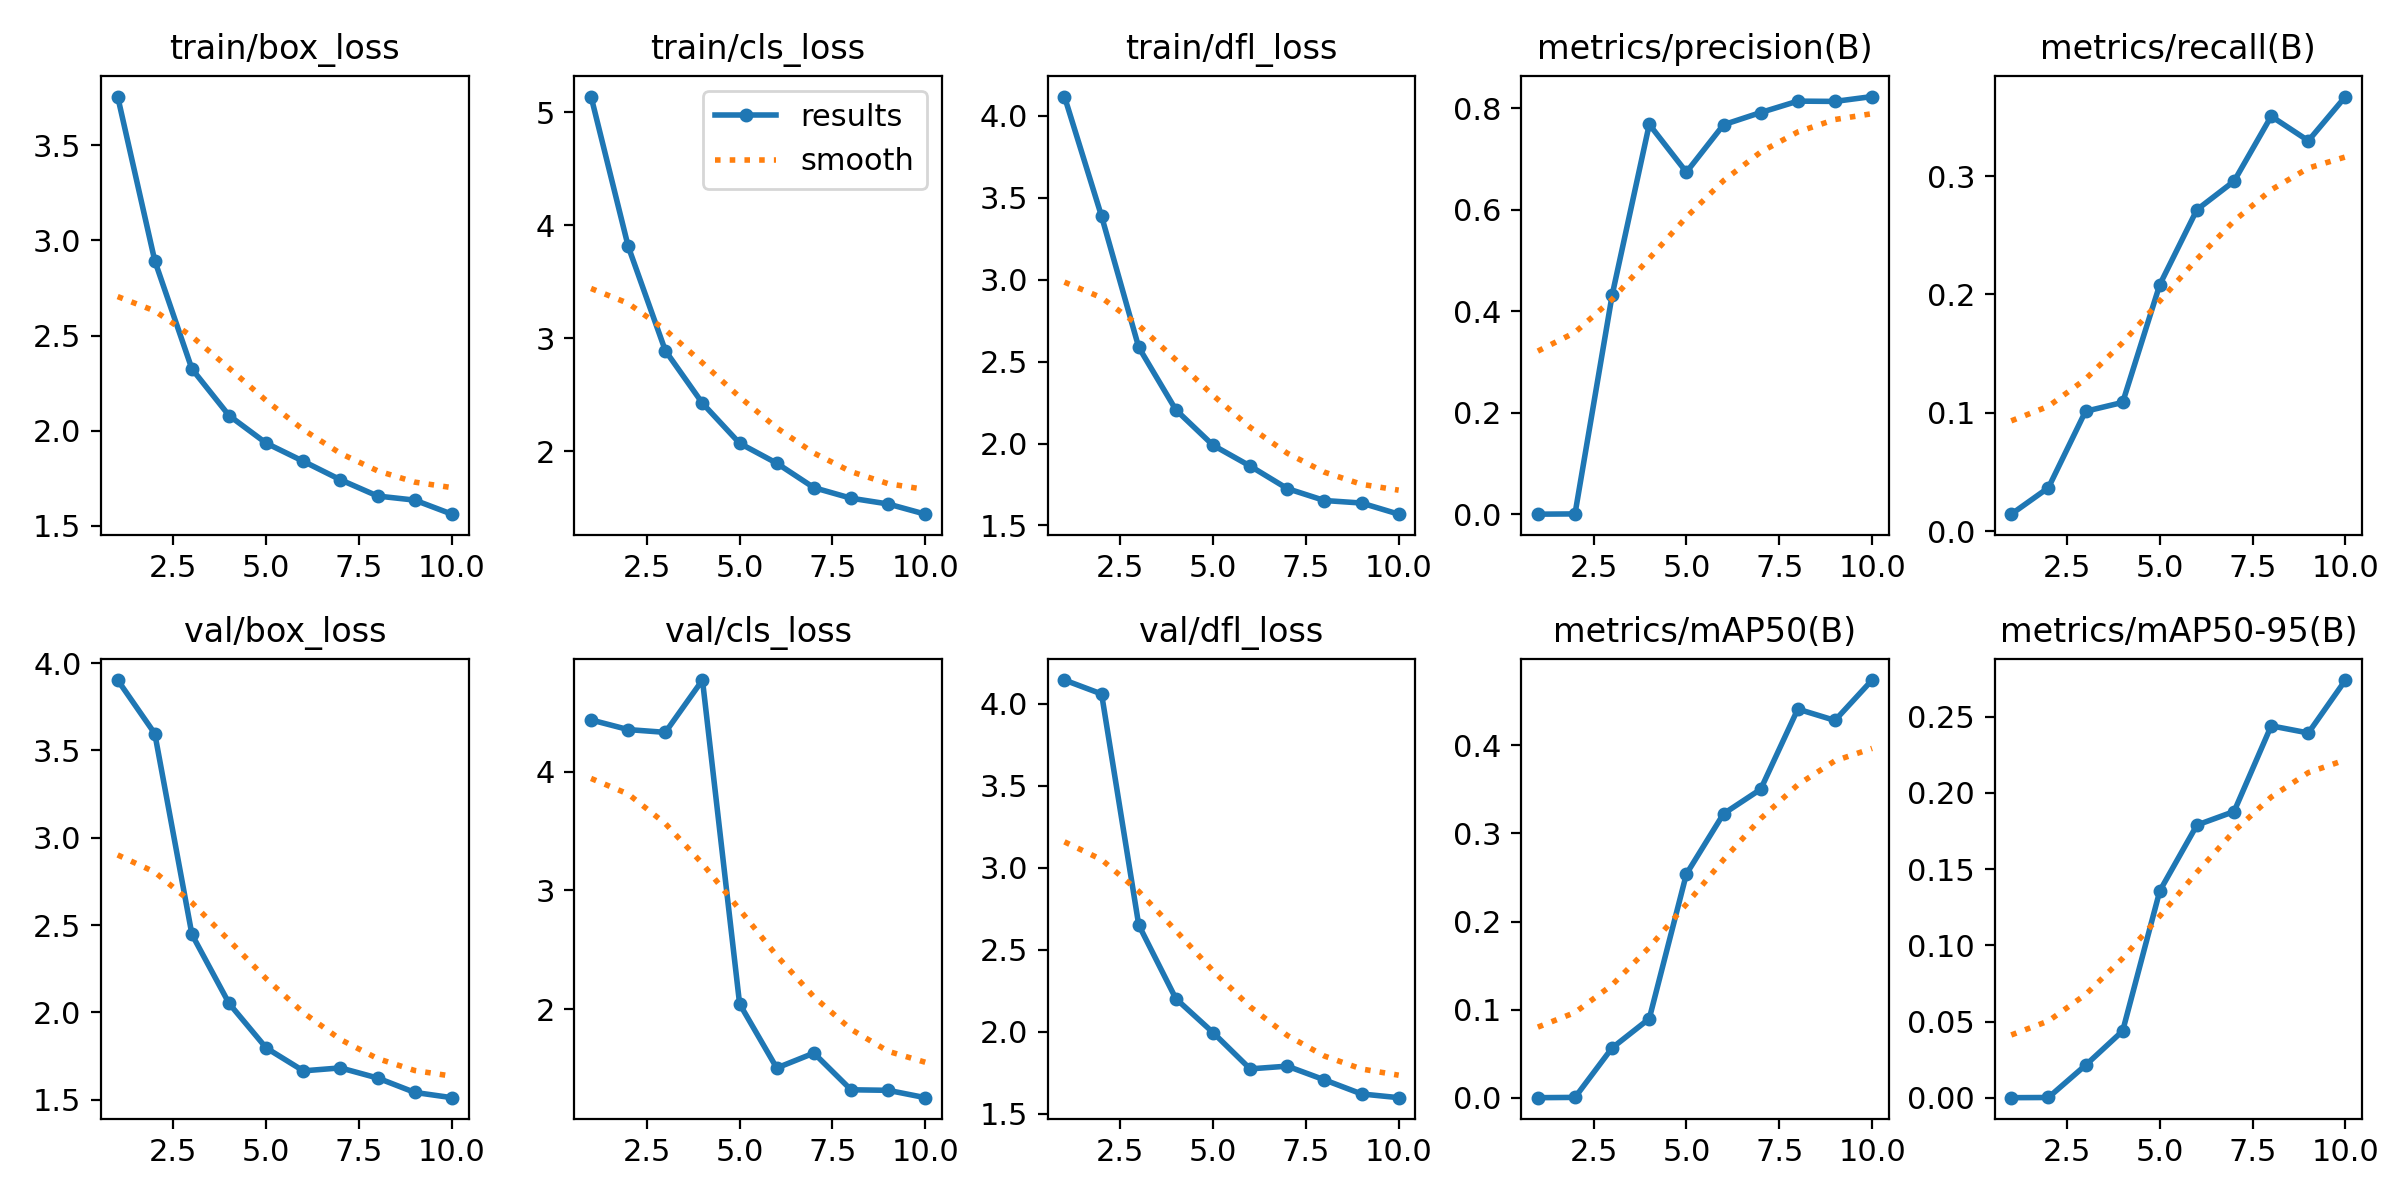 train/box_loss
3.5
3.0
2.5
2.0
1.5
2.5 5.0 7.5 10.0
train/cls_loss
results
smooth
5
4
3
2
2.5 5.0 7.5 10.0
train/dfl_loss
4.0
3.5
3.0
2.5
2.0
1.5
2.5 5.0 7.5 10.0
metrics/precision(B)
0.8
0.6
0.4
0.2
0.0
2.5 5.0 7.5 10.0
metrics/recall(B)
0.3
0.2
0.1
0.0
2.5 5.0 7.5 10.0
val/box_loss
4.0
3.5
3.0
2.5
2.0
1.5
2.5 5.0 7.5 10.0
val/cls_loss
4
3
2
2.5 5.0 7.5 10.0
val/dfl_loss
4.0
3.5
3.0
2.5
2.0
1.5
2.5 5.0 7.5 10.0
metrics/mAP50(B)
0.4
0.3
0.2
0.1
0.0
2.5 5.0 7.5 10.0
metrics/mAP50-95(B)
0.25
0.20
0.15
0.10
0.05
0.00
2.5 5.0 7.5 10.0